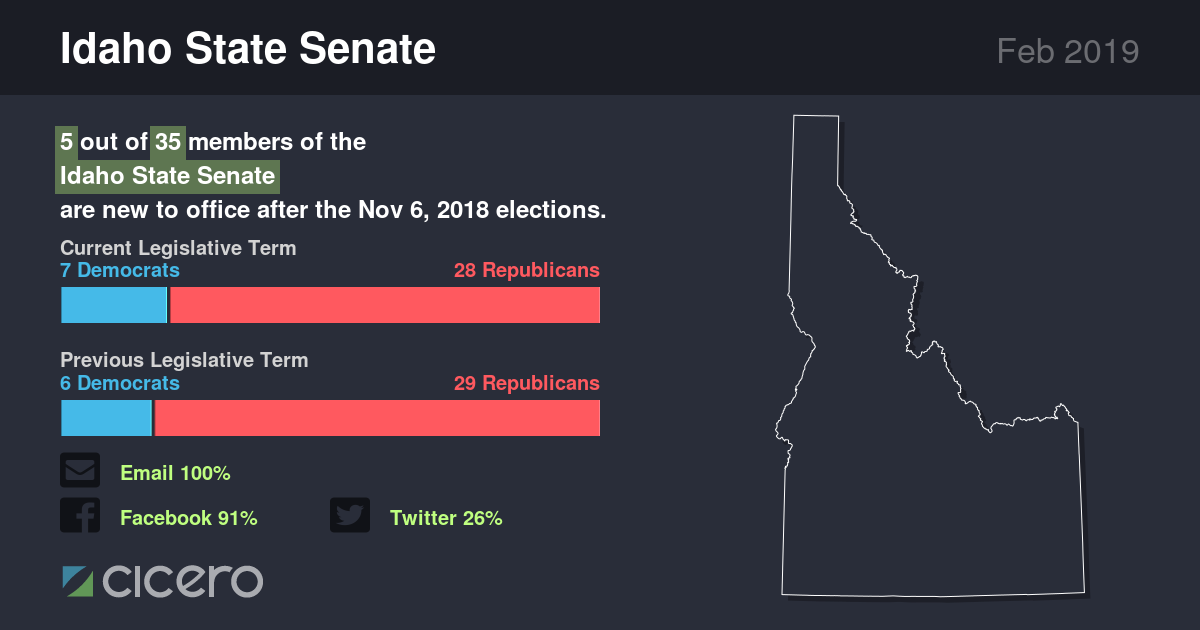 Idaho State Senate
Feb 2019
5 out of 35 members of the
Idaho State Senate
are new to office after the Nov 6, 2018 elections.
Current Legislative Term
7 Democrats 28 Republicans
Previous Legislative Term
6 Democrats 29 Republicans
Email 100%
Facebook 91% Twitter 26%
cicero